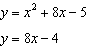 y = x² + 8x − 5
y = 8x − 4